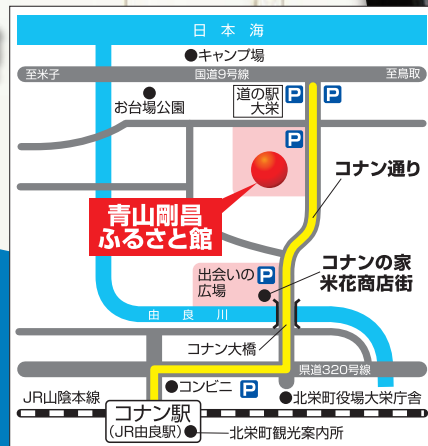 日本海
●キャンプ場
至米子
国道9号線
至鳥取
お台場公園
道の駅
大栄
P
P
P
コナン通り
青山剛昌
ふるさと館
出会いの
広場
P
コナンの家
米花商店街
由良川
コナン大橋
県道320号線
●コンビニ
P
JR山陰本線
●北栄町役場大栄庁舎
コナン駅
(JR由良駅)
北栄町観光案内所